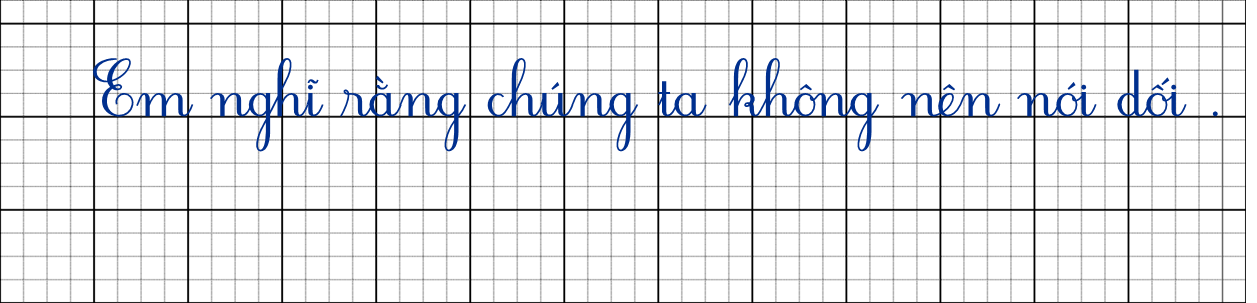 Em nghĩ rằng chúng ta không nên nói dối .